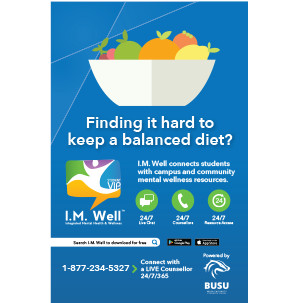 Finding it hard to
keep a balanced diet?
I.M. Well connects students
with campus and community
mental wellness resources.
I.M. Well™
Integrated Mental Health & Wellness
24/7
Live Chat
24/7
Counsellors
24
24/7
Resource Access
Search I.M. Well to download for free
Google Play
App Store
1-877-234-5327
Connect with
a LIVE Counsellor
24/7/365
Powered by
BUSU